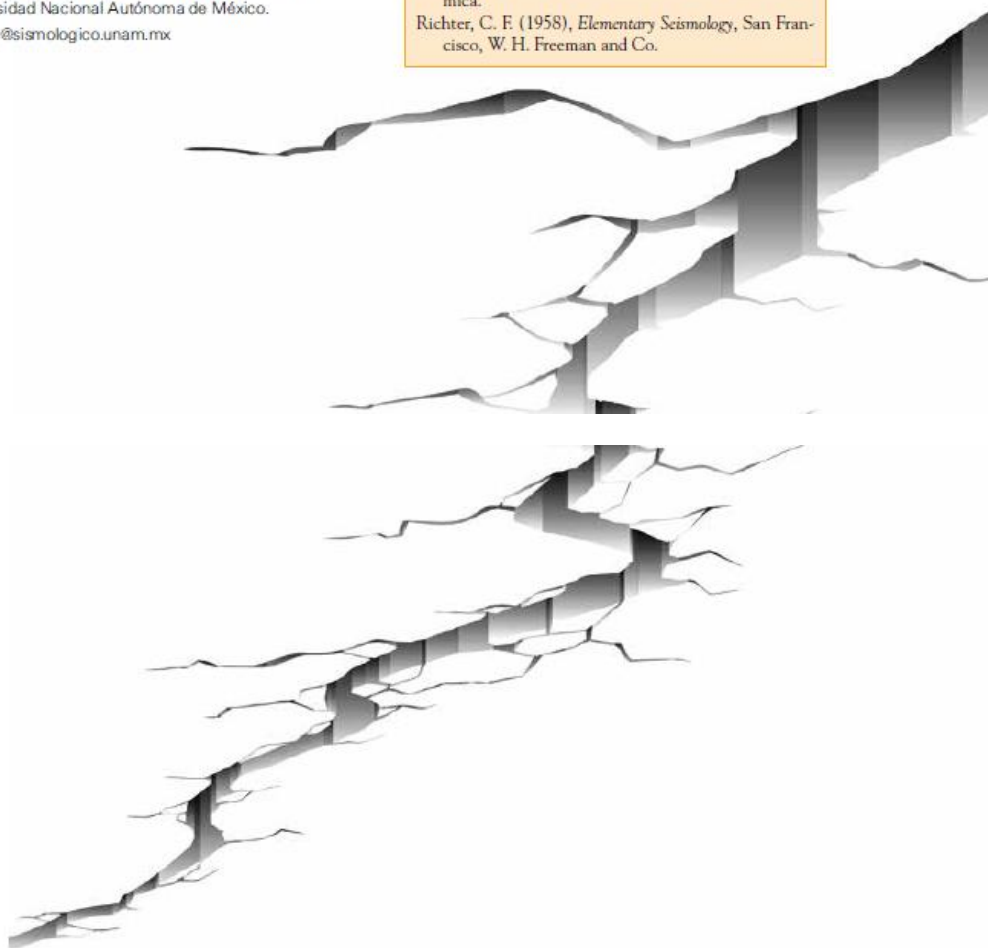 sidad Nacional Autónoma de México.
@sismologico.unam.mx
mica.
Richter, C. F. (1958), Elementary Seismology, San Fran-
cisco, W. H. Freeman and Co.